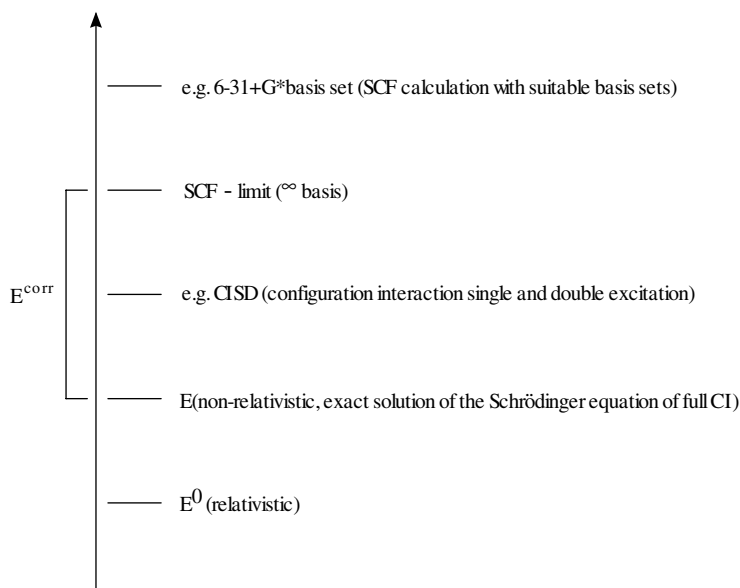 e.g. 6-31+G*basis set (SCF calculation with suitable basis sets)
SCF - limit (∞ basis)
E^corr
e.g. CISD (configuration interaction single and double excitation)
E(non-relativistic, exact solution of the Schrödinger equation of full CI)
E^0 (relativistic)